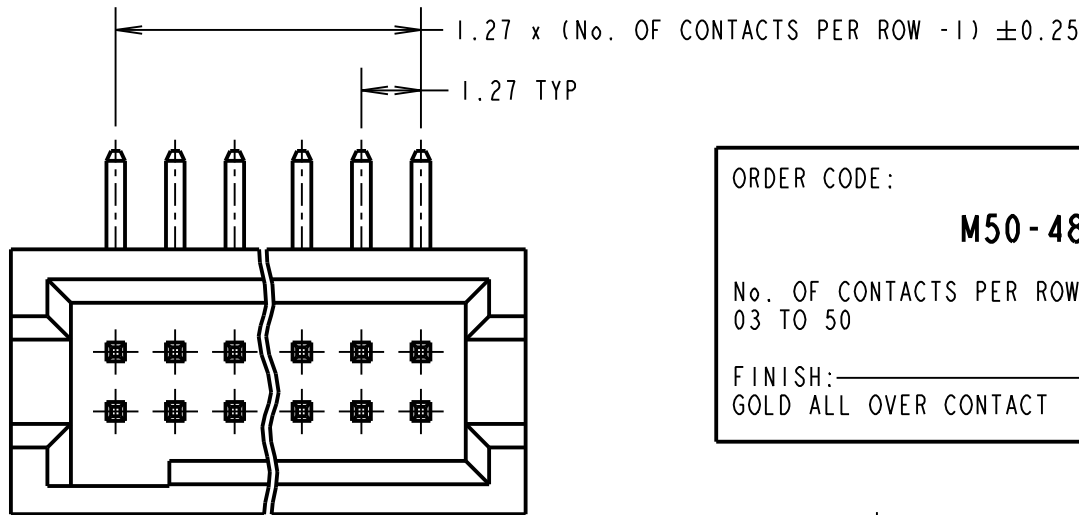 1.27 x (No. OF CONTACTS PER ROW -1) ±0.25
1.27 TYP
ORDER CODE:
M50-48
No. OF CONTACTS PER ROW
03 TO 50
FINISH:
GOLD ALL OVER CONTACT